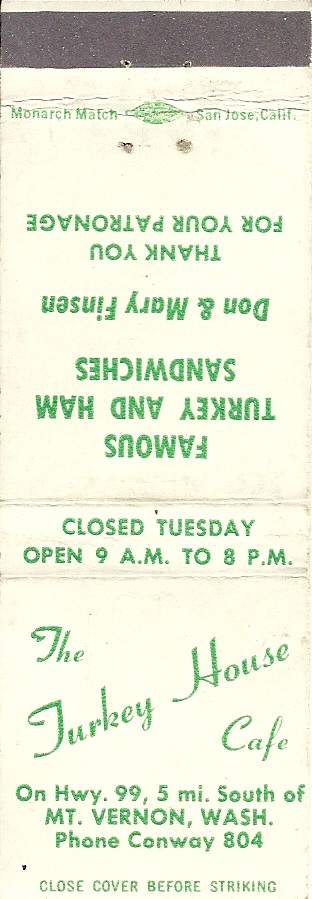 Monarch Match San Jose, Calif.
FAMOUS
TURKEY AND HAM
SANDWICHES
Don & Mary Finsen
THANK YOU
FOR YOUR PATRONAGE
CLOSED TUESDAY
OPEN 9 A.M. TO 8 P.M.
The
Turkey House
Cafe
On Hwy. 99, 5 mi. South of
MT. VERNON, WASH.
Phone Conway 804
CLOSE COVER BEFORE STRIKING